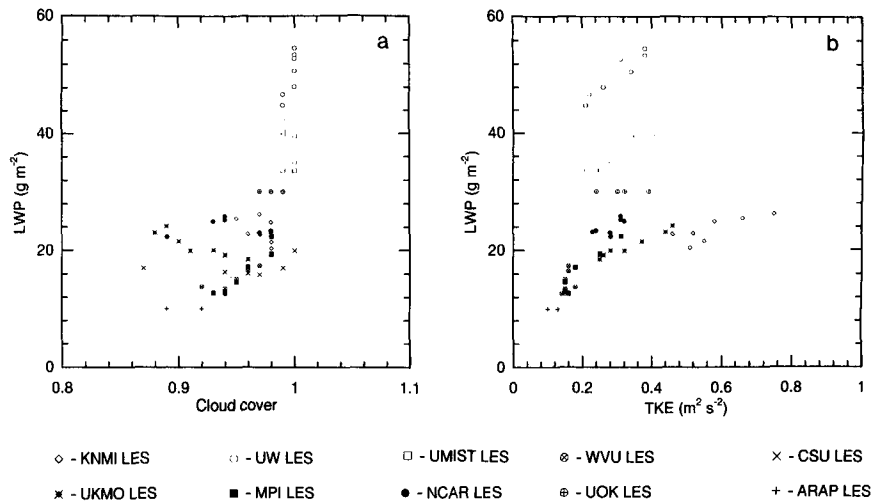 a
b
60
40
20
0
LWP (g m⁻²)
0.8
0.9
1
1.1
Cloud cover
60
40
20
0
LWP (g m⁻²)
0
0.2
0.4
0.6
0.8
1
TKE (m² s⁻²)
- KNMI LES
- UW LES
- UMIST LES
- WVU LES
- CSU LES
- UKMO LES
- MPI LES
- NCAR LES
- UOK LES
- ARAP LES